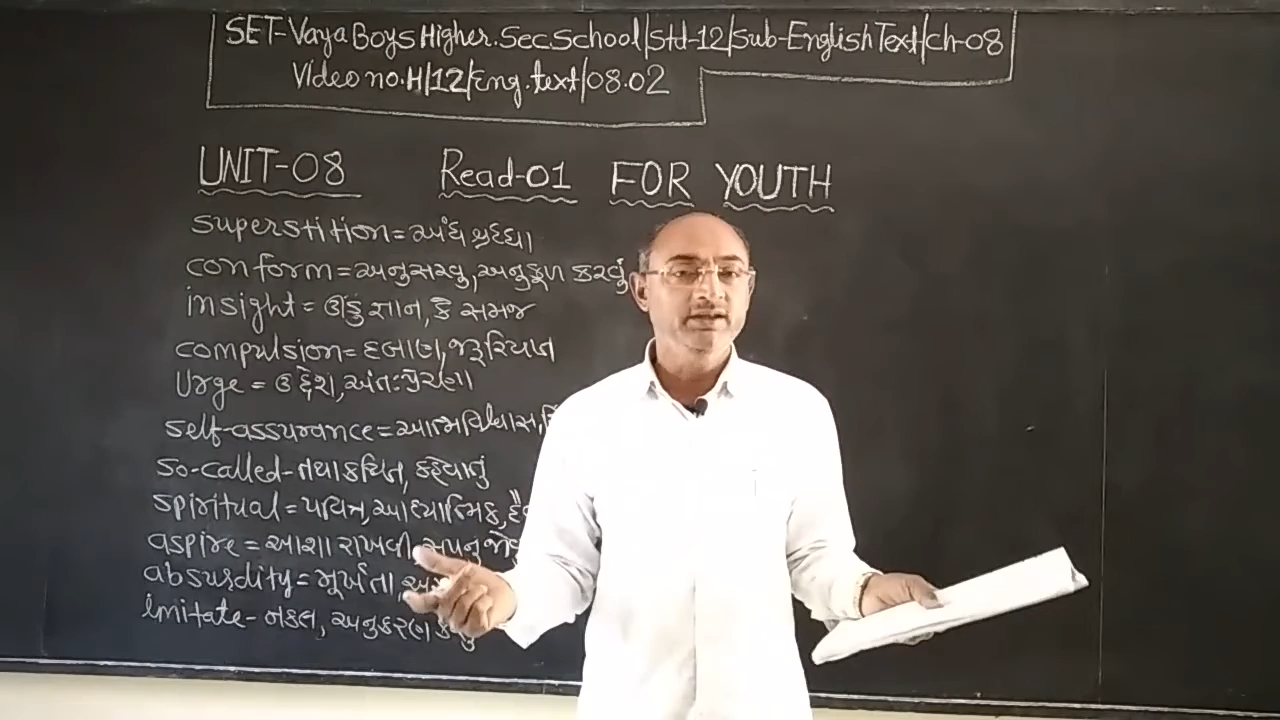 SET-Vaya Boys Higher.Sec.School/Std-12/Sub-English Text/Ch-08
Video no.H/12/Eng.text/08.02
UNIT-08 Read-01 FOR YOUTH
superstition=અંધ શ્રદ્ધા
conform=અનુસરવુ,અનુકૂળ કરવું
insight=ઊંડુ જ્ઞાન, કે સમજ
compulsion=દબાણ,જરૂરિયાત
Urge=ઉદ્દેશ,અંતઃપ્રેરણા
self-assurance=આત્મવિશ્વાસ,
so-called-તથાકથિત, કહેવાનું
spiritual=પવિત્ર,આધ્યાત્મિક,
aspire=આશા રાખવી,
absurdity=મૂર્ખતા,
imitate-નકલ, અનુકરણ